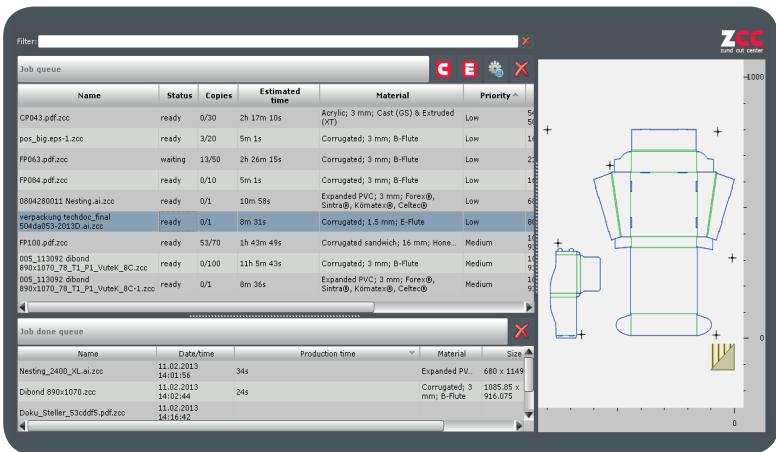 Filter:
ZCC
zund cut center
Job queue
C E
Name Status Copies Estimated time Material Priority
CP043.pdf.zcc ready 0/30 2h 17m 10s Acrylic; 3 mm; Cast (GS) & Extruded (XT) Low
pos_big.eps-1.zcc ready 3/20 5m 1s Corrugated; 3 mm; B-Flute Low
FP063.pdf.zcc waiting 13/50 2h 26m 15s Corrugated; 3 mm; B-Flute Low
FP084.pdf.zcc ready 0/10 5m 1s Corrugated; 3 mm; B-Flute Low
0804280011 Nesting.ai.zcc ready 0/1 10m 58s Expanded PVC; 3 mm; Forex®, Sintra®, Kömatex®, Celtec® Low
verpackung techdoc_final 504da053-2013D.ai.zcc ready 0/1 8m 31s Corrugated; 1.5 mm; E-Flute Low
FP100.pdf.zcc ready 53/70 1h 43m 49s Corrugated sandwich; 16 mm; Hone... Medium
005_113092 dibond 890x1070_78_T1_P1_VuteK_8C.zcc ready 0/100 11h 5m 43s Corrugated; 3 mm; B-Flute Medium
005_113092 dibond 890x1070_78_T1_P1_VuteK_8C-1.zcc ready 0/1 8m 36s Expanded PVC; 3 mm; Forex®, Sintra®, Kömatex®, Celtec® Medium
Job done queue
Name Date/time Production time Material Size
Nesting_2400_XL.ai.zcc 11.02.2013 14:01:56 34s Expanded PV... 680 x 1149
Dibond 890x1070.zcc 11.02.2013 14:02:44 24s Corrugated; 3 mm; B-Flute 1085.85 x 916.075
Doku_Steller_53cddf5.pdf.zcc 11.02.2013 14:16:42
1000
0
0